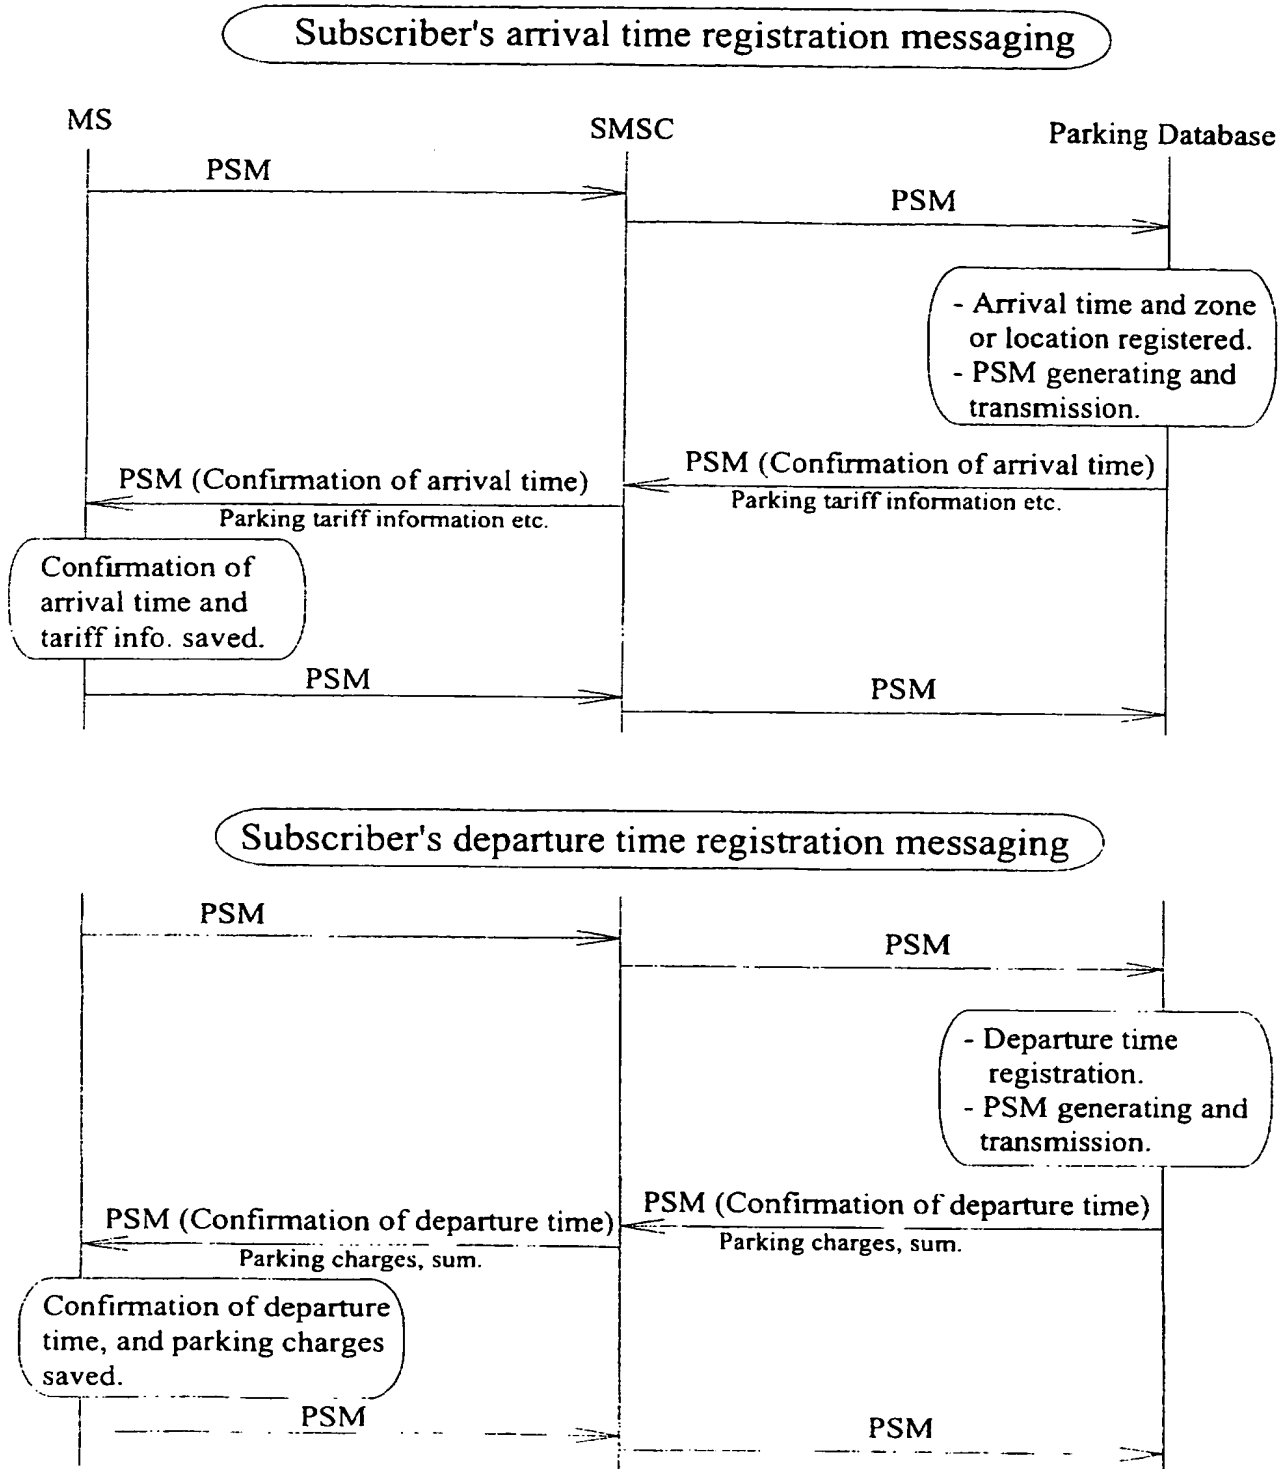 Subscriber's arrival time registration messaging
MS
SMSC
Parking Database
PSM
PSM
- Arrival time and zone
or location registered.
- PSM generating and
transmission.
PSM (Confirmation of arrival time)
Parking tariff information etc.
PSM (Confirmation of arrival time)
Parking tariff information etc.
Confirmation of
arrival time and
tariff info. saved.
PSM
PSM
Subscriber's departure time registration messaging
PSM
PSM
- Departure time
registration.
- PSM generating and
transmission.
PSM (Confirmation of departure time)
Parking charges, sum.
PSM (Confirmation of departure time)
Parking charges, sum.
Confirmation of departure
time, and parking charges
saved.
PSM
PSM